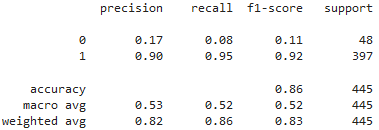 precision recall f1-score support
0 0.17 0.08 0.11 48
1 0.90 0.95 0.92 397
accuracy 0.86 445
macro avg 0.53 0.52 0.52 445
weighted avg 0.82 0.86 0.83 445